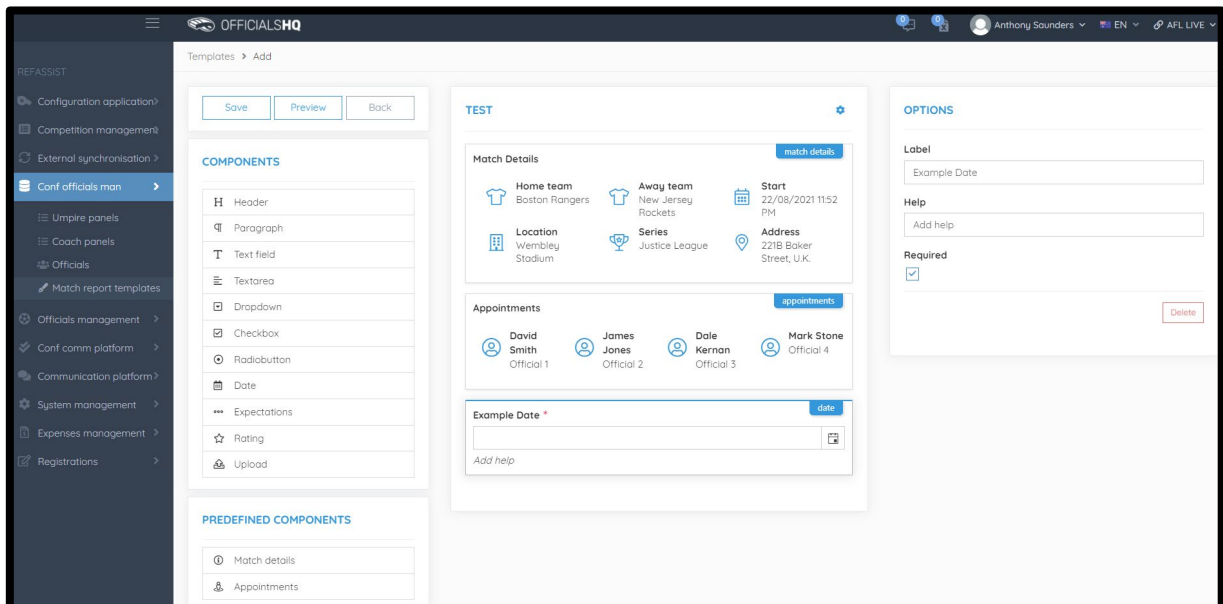 OFFICIALSHQ
0
0
Anthony Saunders
EN
AFL LIVE
REFASSIST
Configuration application
Competition management
External synchronisation
Conf officials man
Umpire panels
Coach panels
Officials
Match report templates
Officials management
Conf comm platform
Communication platform
System management
Expenses management
Registrations
Templates > Add
Save
Preview
Back
COMPONENTS
H Header
Paragraph
T Text field
Textarea
Dropdown
Checkbox
Radiobutton
Date
Expectations
Rating
Upload
PREDEFINED COMPONENTS
Match details
Appointments
TEST
match details
Match Details
Home team
Boston Rangers
Away team
New Jersey
Rockets
Start
22/08/2021 11:52
PM
Location
Wembley
Stadium
Series
Justice League
Address
221B Baker
Street, U.K.
appointments
Appointments
David
Smith
Official 1
James
Jones
Official 2
Dale
Kernan
Official 3
Mark Stone
Official 4
date
Example Date *
Add help
OPTIONS
Label
Example Date
Help
Add help
Required
Delete